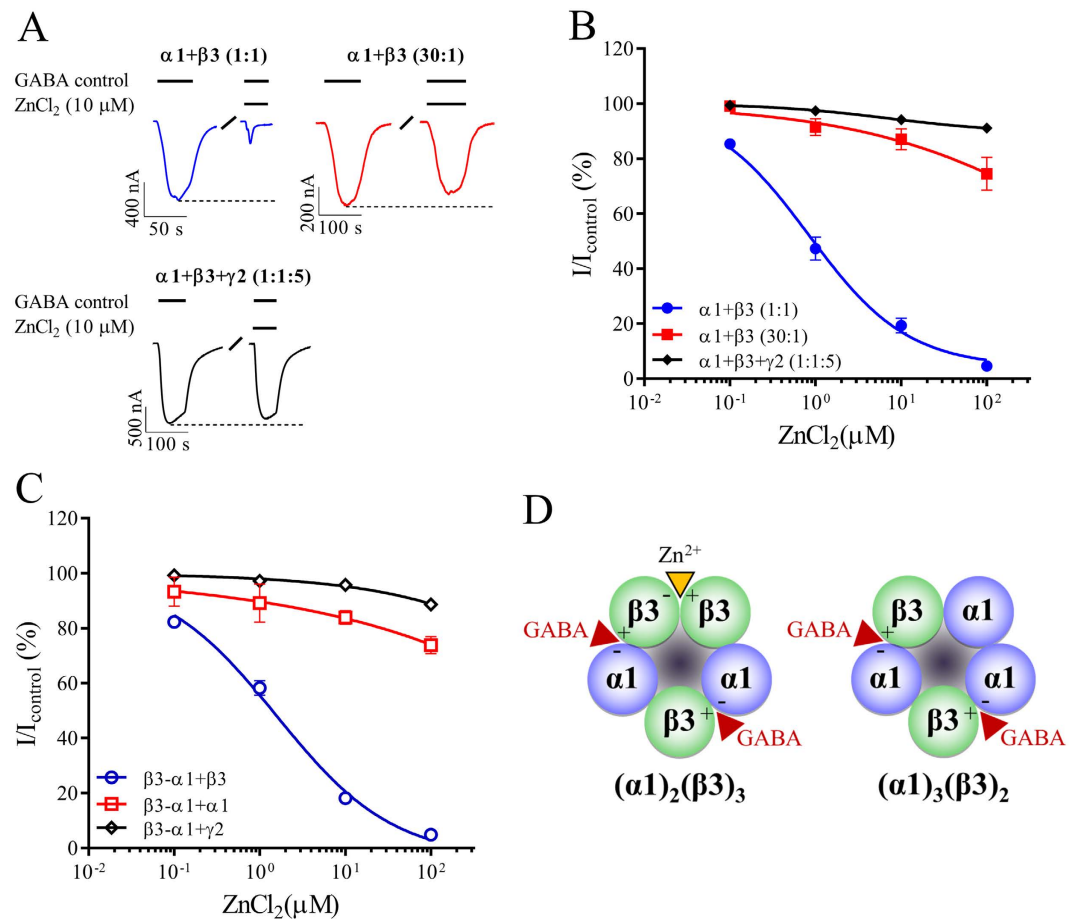 A
α1+β3 (1:1)
α1+β3 (30:1)
GABA control
ZnCl2 (10 μM)
400 nA
50 s
200 nA
100 s
α1+β3+γ2 (1:1:5)
GABA control
ZnCl2 (10 μM)
500 nA
100 s
B
120
100
80
60
40
20
0
I/Icontrol (%)
α1+β3 (1:1)
α1+β3 (30:1)
α1+β3+γ2 (1:1:5)
10-2 10-1 100 101 102
ZnCl2(μM)
C
120
100
80
60
40
20
0
I/Icontrol (%)
β3-α1+β3
β3-α1+α1
β3-α1+γ2
10-2 10-1 100 101 102
ZnCl2(μM)
D
Zn2+
- +
β3 β3
GABA
+
-
α1 α1
-
β3 +
GABA
(α1)2(β3)3
β3 α1
GABA
+
-
α1 α1
-
β3 +
GABA
(α1)3(β3)2